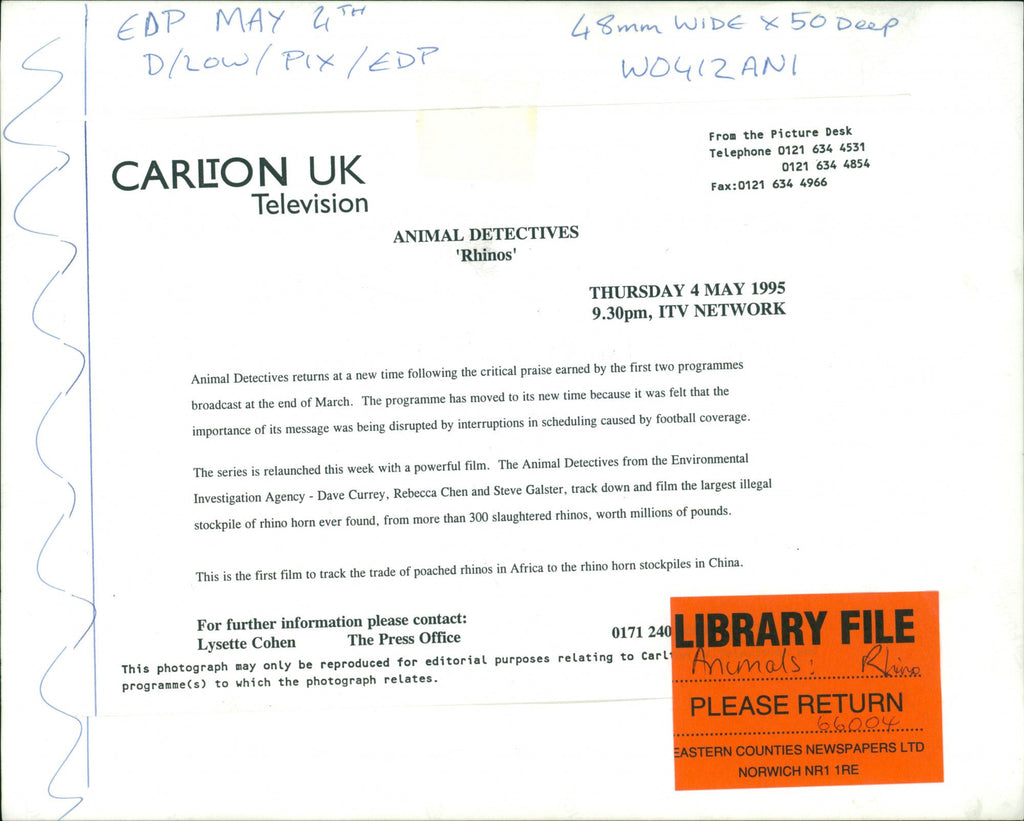 EDP MAY 4TH
D/LOW/PIX/EDP
48mm WIDE x 50 Deep
W0412ANI
From the Picture Desk
Telephone 0121 634 4531
0121 634 4854
Fax:0121 634 4966
CARLTON UK
Television
ANIMAL DETECTIVES
'Rhinos'
THURSDAY 4 MAY 1995
9.30pm, ITV NETWORK
Animal Detectives returns at a new time following the critical praise earned by the first two programmes
broadcast at the end of March. The programme has moved to its new time because it was felt that the
importance of its message was being disrupted by interruptions in scheduling caused by football coverage.
The series is relaunched this week with a powerful film. The Animal Detectives from the Environmental
Investigation Agency - Dave Currey, Rebecca Chen and Steve Galster, track down and film the largest illegal
stockpile of rhino horn ever found, from more than 300 slaughtered rhinos, worth millions of pounds.
This is the first film to track the trade of poached rhinos in Africa to the rhino horn stockpiles in China.
For further information please contact:
Lysette Cohen The Press Office 0171 240
This photograph may only be reproduced for editorial purposes relating to Carl
programme(s) to which the photograph relates.
LIBRARY FILE
Animals: Rhino
PLEASE RETURN
66004
EASTERN COUNTIES NEWSPAPERS LTD
NORWICH NR1 1RE